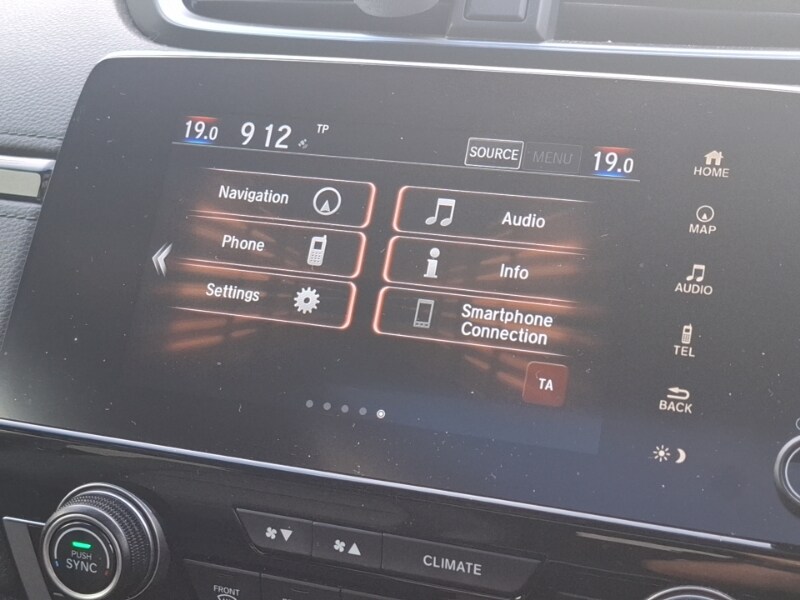 19.0 9 12 TP SOURCE MENU 19.0
HOME
Navigation
Audio
MAP
Phone
Info
AUDIO
Settings
Smartphone
Connection
TEL
TA
BACK
PUSH
SYNC
CLIMATE
FRONT